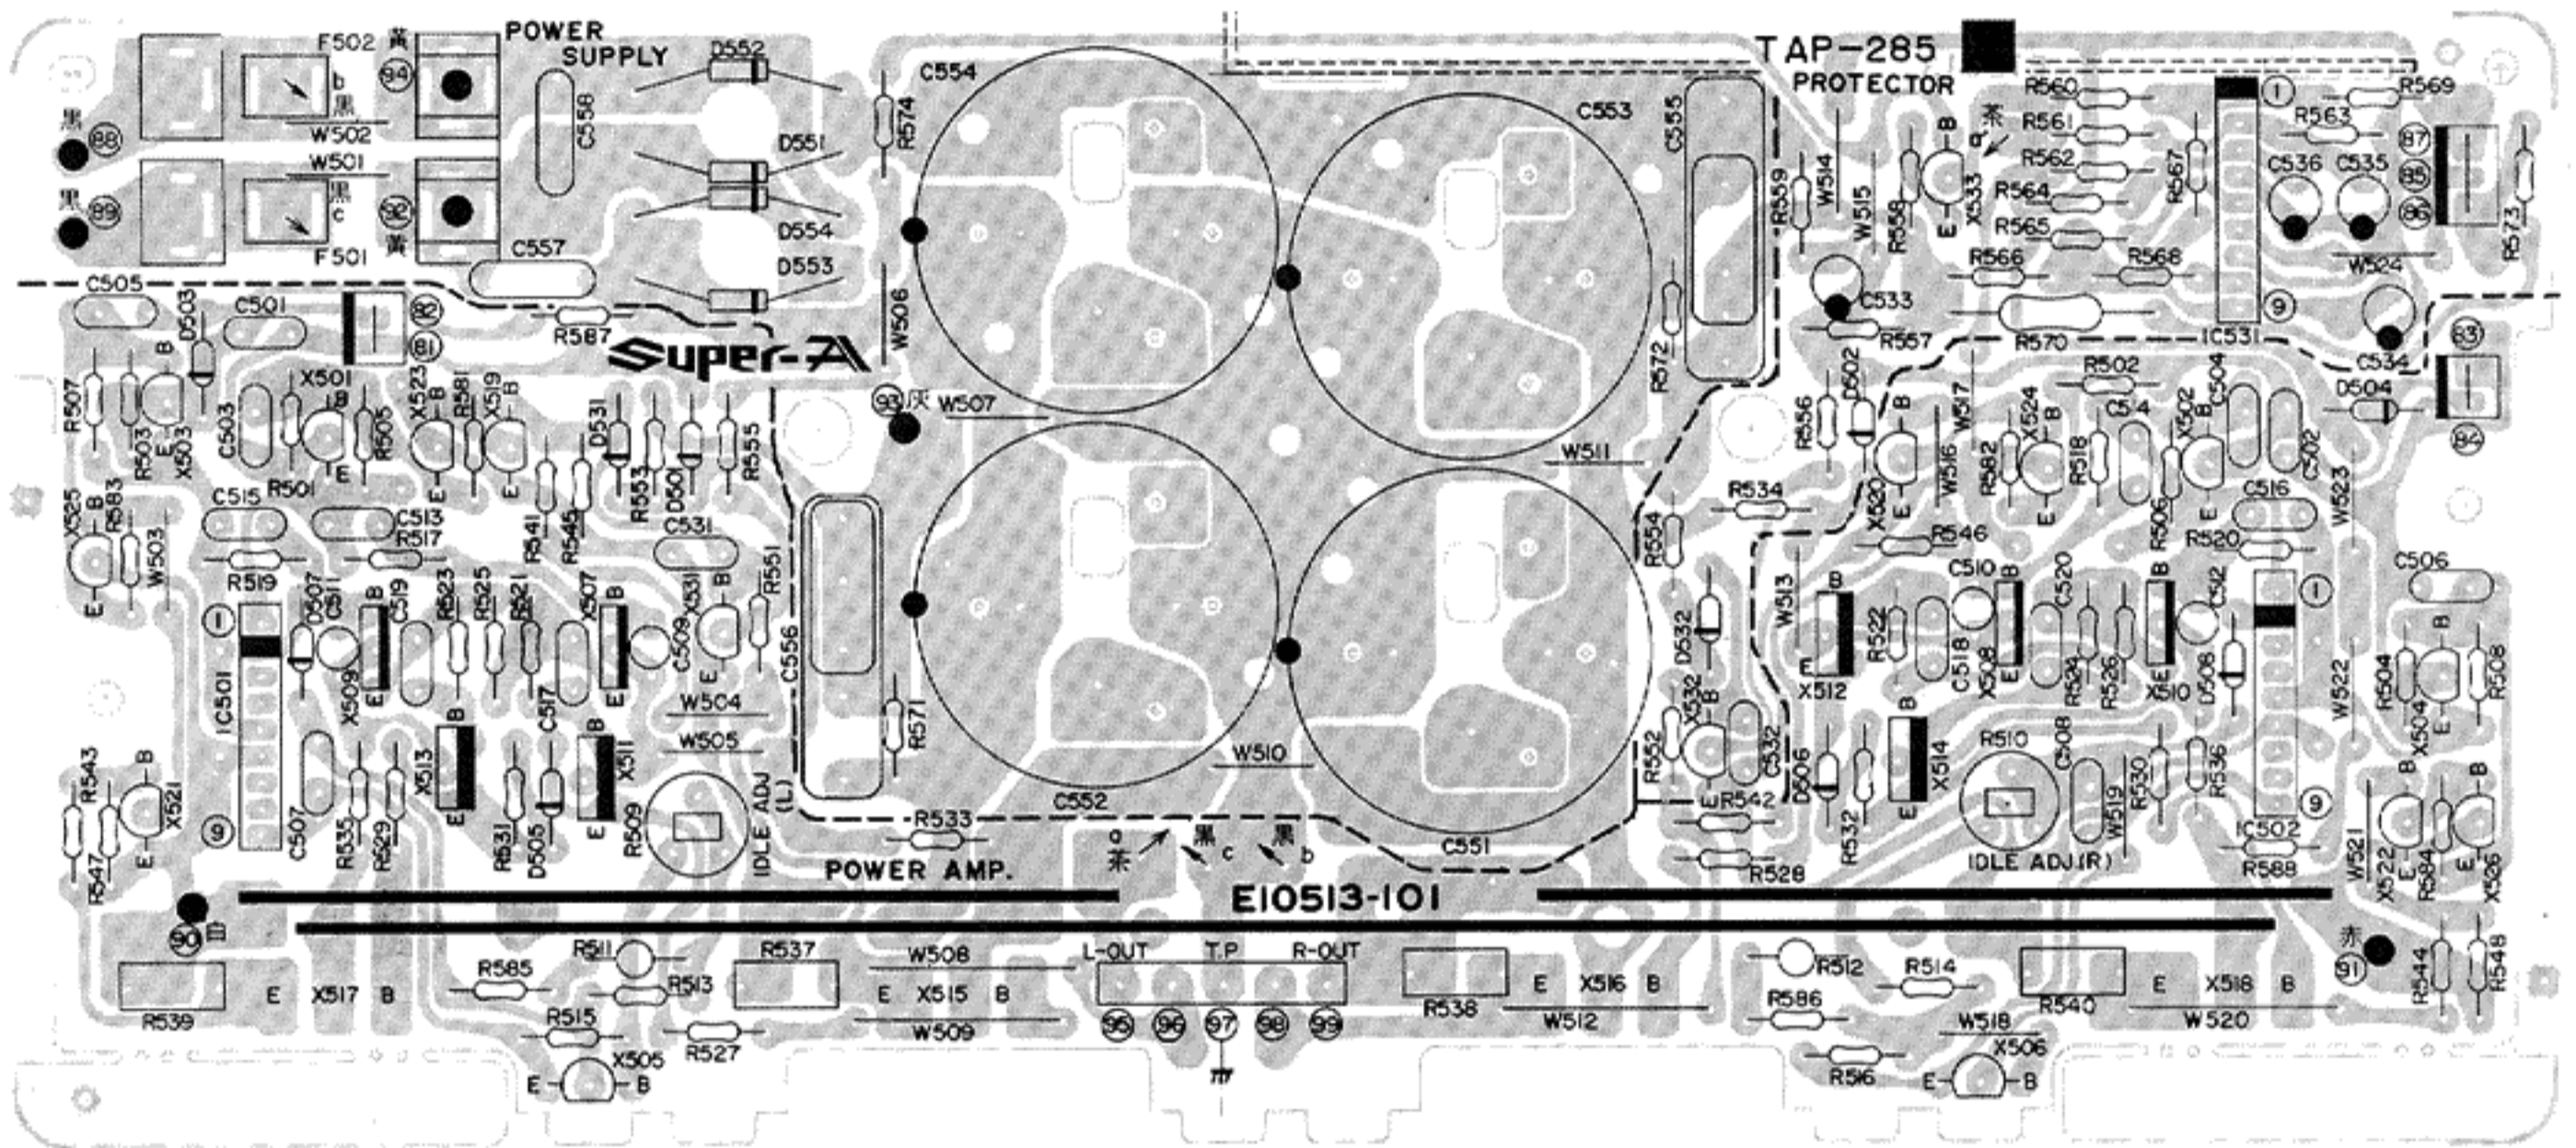 POWER
SUPPLY
F502
黄
94
b
黒
W502
黒
88
W501
黒
c
F501
黒
89
92
黄
C558
D552
D551
D554
D553
C557
R574
C554
C553
C555
TAP-285
PROTECTOR
R560
R561
R562
R564
R565
R566
R568
R567
R569
R563
1
9
IC531
C536
C535
87
85
86
R573
W524
茶
a
B
E
X533
R558
W514
W515
R559
C533
R557
R570
C534
83
84
C505
D503
C501
82
81
R587
Super-A
W506
93
灰
W507
R572
R507
R503
X503
B
E
C503
X501
R501
B
E
R505
X523
B
E
R581
X519
B
E
R541
R545
D531
R553
D501
R555
W511
R556
D502
X520
B
E
W516
W517
R582
X524
B
E
R518
R502
X502
R506
C504
C502
D504
W523
C516
R520
C506
X525
B
E
R583
W503
C515
C513
R517
R519
C531
R551
R554
R534
R546
W513
D507
C511
X509
B
E
C519
R523
R525
R521
C517
X507
B
E
C509
X531
B
E
C556
D532
X512
B
E
R522
C510
C518
X508
B
E
C520
R524
R526
X510
B
E
C512
D508
1
9
IC501
W504
W505
R571
W510
X532
B
E
R552
C532
D506
R532
X514
B
E
R510
C508
W519
R530
R536
IC502
1
9
R588
W522
R504
X504
B
E
R508
R543
R547
X521
B
E
C507
R535
R529
X513
B
E
R531
D505
X511
B
E
R509
IDLE ADJ
(L)
C552
C551
R533
POWER AMP.
a
茶
黒
c
黒
b
R542
R528
IDLE ADJ.(R)
W521
X522
B
E
R584
X526
B
E
E10513-101
90
R539
E X517 B
R585
R511
R513
R515
R527
R537
W508
E X515 B
W509
X505
E B
L-OUT T.P R-OUT
95 96 97 98 99
R538
E X516 B
W512
R512
R514
R586
R516
W518
X506
E B
R540
E X518 B
W520
赤
91
R544
R548